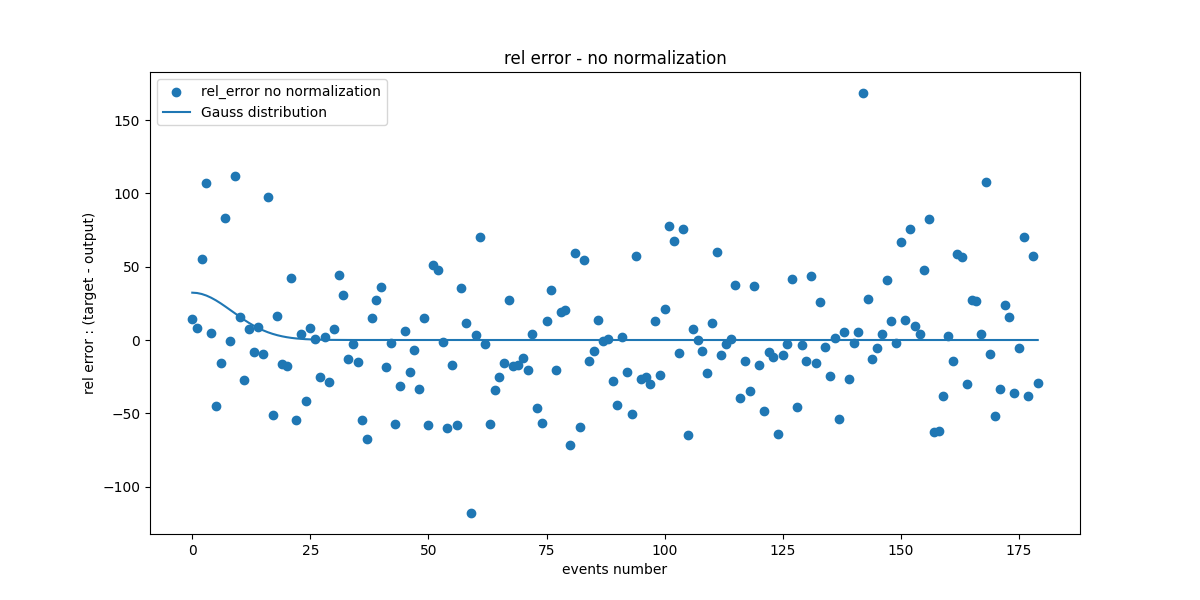 rel error - no normalization
rel_error no normalization
Gauss distribution
rel error : (target - output)
150
100
50
0
−50
−100
0 25 50 75 100 125 150 175
events number